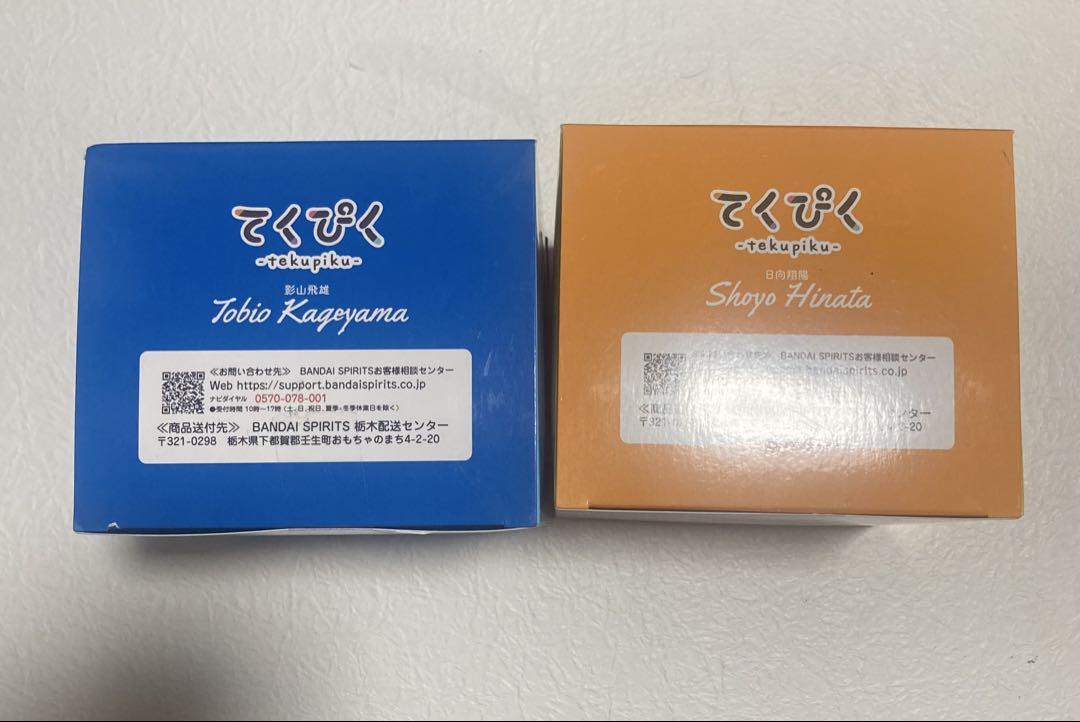 てくぴく
-tekupiku-
影山飛雄
Tobio Kageyama
≪お問い合わせ先≫ BANDAI SPIRITSお客様相談センター
Web https://support.bandaispirits.co.jp
ナビダイヤル 0570-078-001
●受付時間 10時～17時 (土、日、祝日、夏季・冬季休業日を除く)
≪商品送付先≫ BANDAI SPIRITS 栃木配送センター
〒321-0298 栃木県下都賀郡壬生町おもちゃのまち4-2-20
てくぴく
-tekupiku-
日向翔陽
Shoyo Hinata
い合わせ先≫ BANDAI SPIRITSお客様相談センター
bandaispirits.co.jp
ンター
〒321
-20